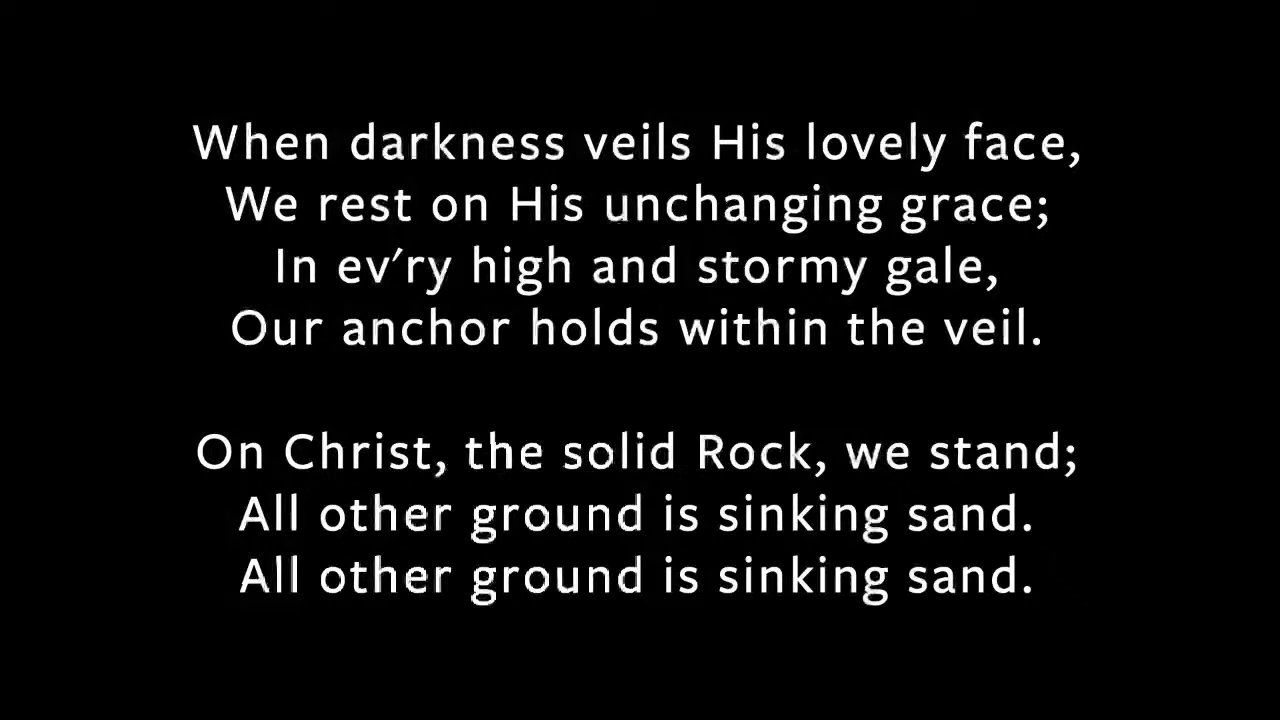 When darkness veils His lovely face,
We rest on His unchanging grace;
In ev'ry high and stormy gale,
Our anchor holds within the veil.
On Christ, the solid Rock, we stand;
All other ground is sinking sand.
All other ground is sinking sand.